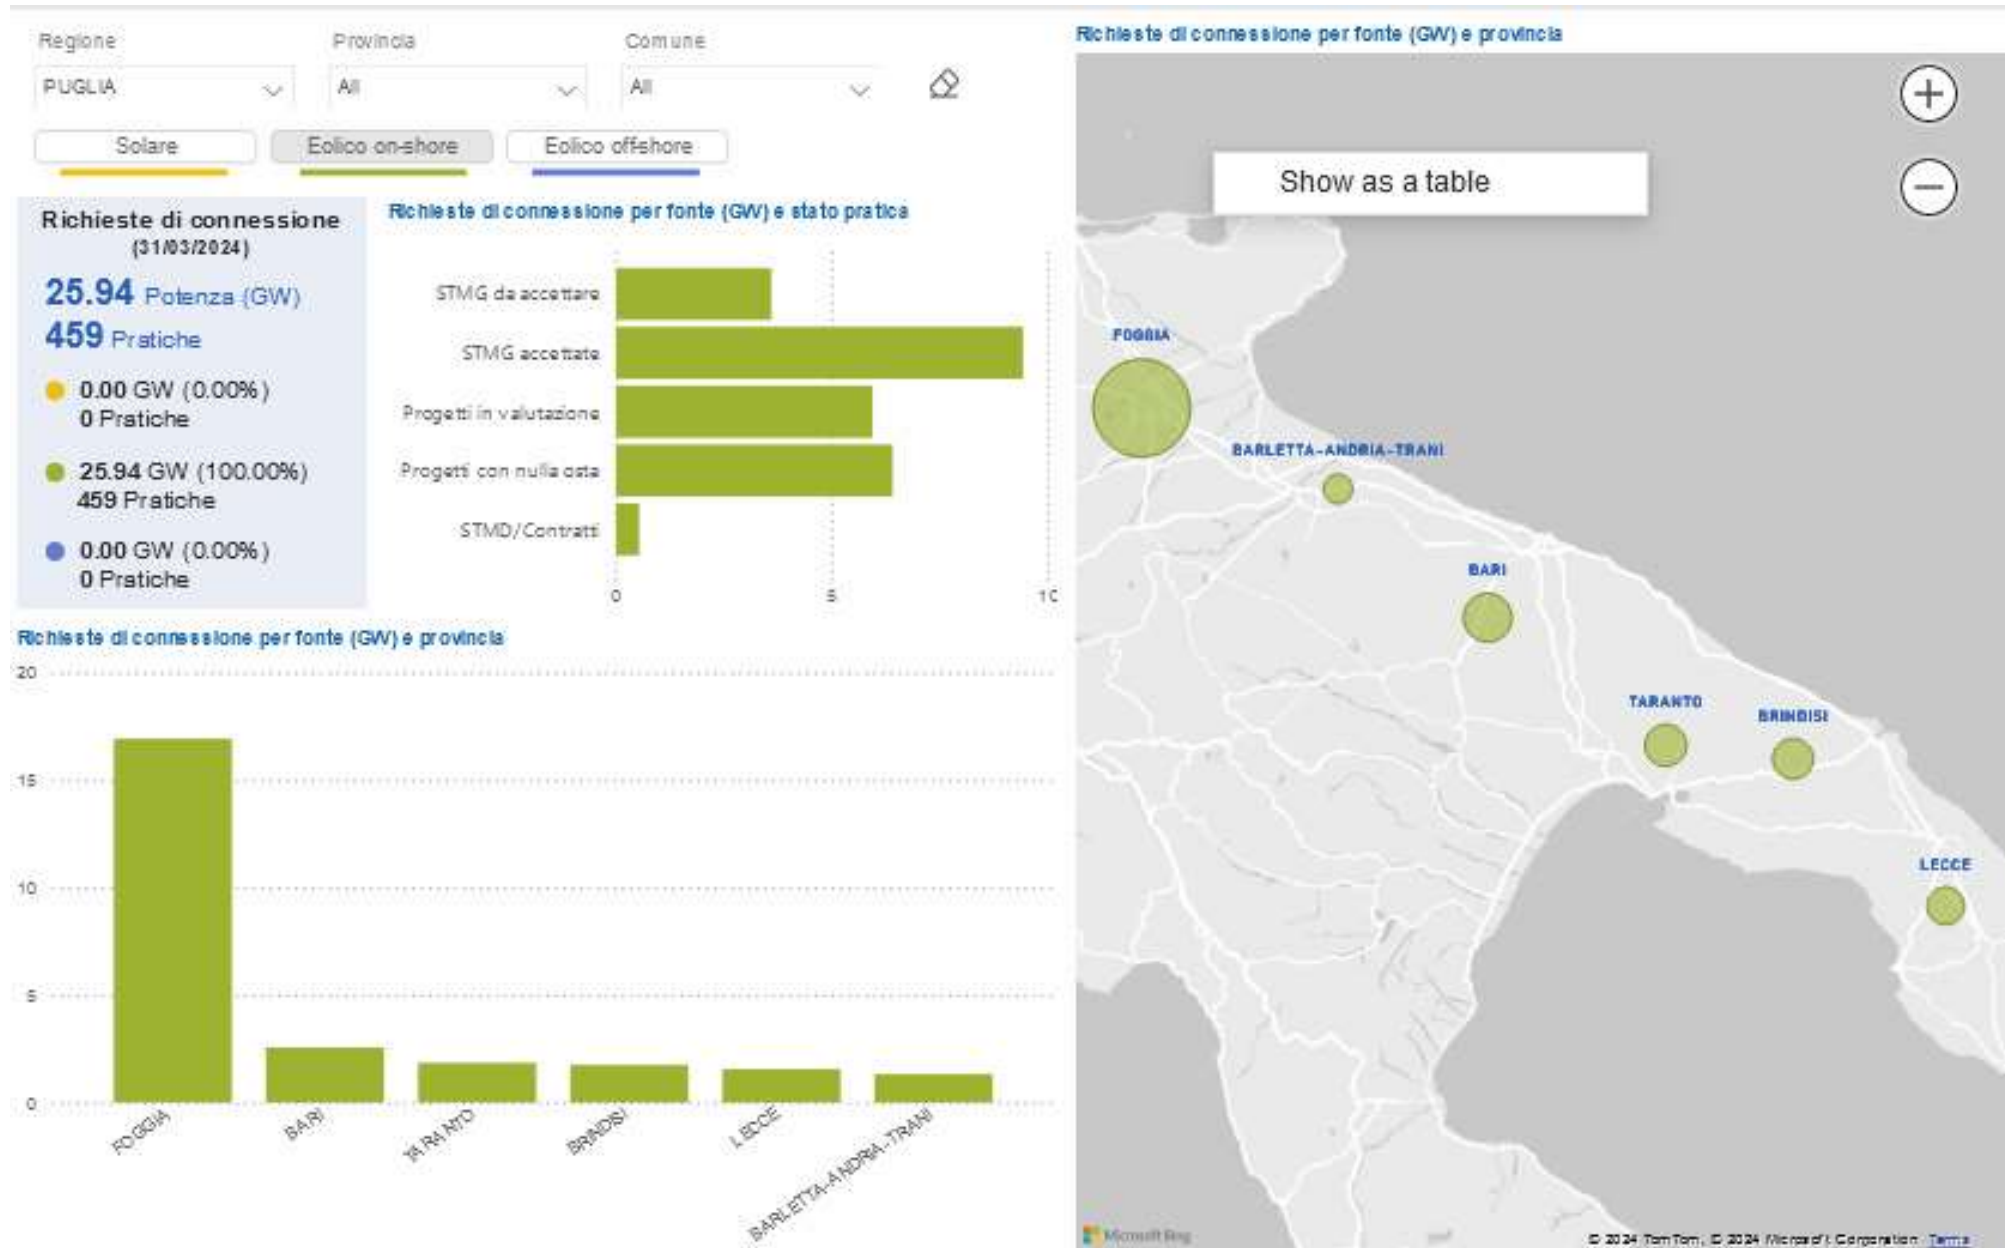 Regione
Provincia
Comune
PUGLIA
All
All
Solare
Eolico on-shore
Eolico off-shore
Richieste di connessione
(31/03/2024)
25.94 Potenza (GW)
459 Pratiche
0.00 GW (0.00%)
0 Pratiche
25.94 GW (100.00%)
459 Pratiche
0.00 GW (0.00%)
0 Pratiche
Richieste di connessione per fonte (GW) e stato pratica
STMG da accettare
STMG accettate
Progetti in valutazione
Progetti con nulla osta
STMD/Contratti
0
5
10
Richieste di connessione per fonte (GW) e provincia
20
15
10
5
0
FOGGIA
BARI
TARANTO
BRINDISI
LECCE
BARLETTA-ANDRIA-TRANI
Richieste di connessione per fonte (GW) e provincia
Show as a table
FOGGIA
BARLETTA-ANDRIA-TRANI
BARI
TARANTO
BRINDISI
LECCE
Microsoft Bing
© 2024 TomTom, © 2024 Microsoft Corporation Terms